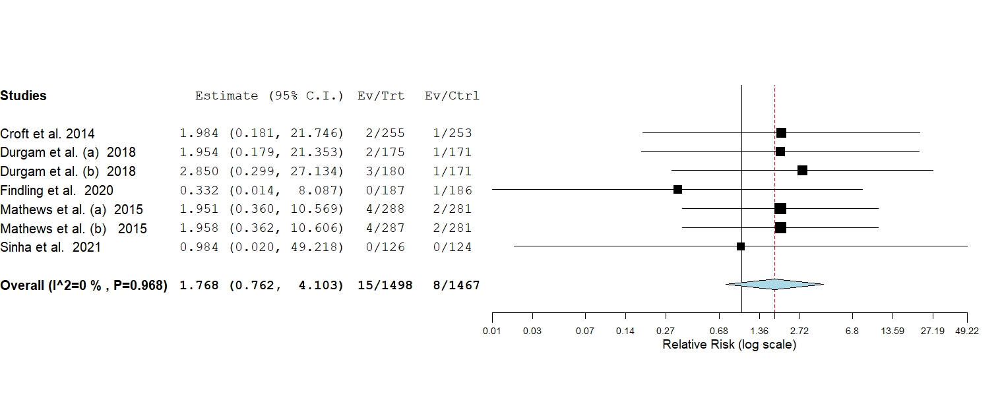 Studies Estimate (95% C.I.) Ev/Trt Ev/Ctrl
Croft et al. 2014 1.984 (0.181, 21.746) 2/255 1/253
Durgam et al. (a) 2018 1.954 (0.179, 21.353) 2/175 1/171
Durgam et al. (b) 2018 2.850 (0.299, 27.134) 3/180 1/171
Findling et al. 2020 0.332 (0.014, 8.087) 0/187 1/186
Mathews et al. (a) 2015 1.951 (0.360, 10.569) 4/288 2/281
Mathews et al. (b) 2015 1.958 (0.362, 10.606) 4/287 2/281
Sinha et al. 2021 0.984 (0.020, 49.218) 0/126 0/124
Overall (I^2=0 % , P=0.968) 1.768 (0.762, 4.103) 15/1498 8/1467
0.01 0.03 0.07 0.14 0.27 0.68 1.36 2.72 6.8 13.59 27.19 49.22
Relative Risk (log scale)